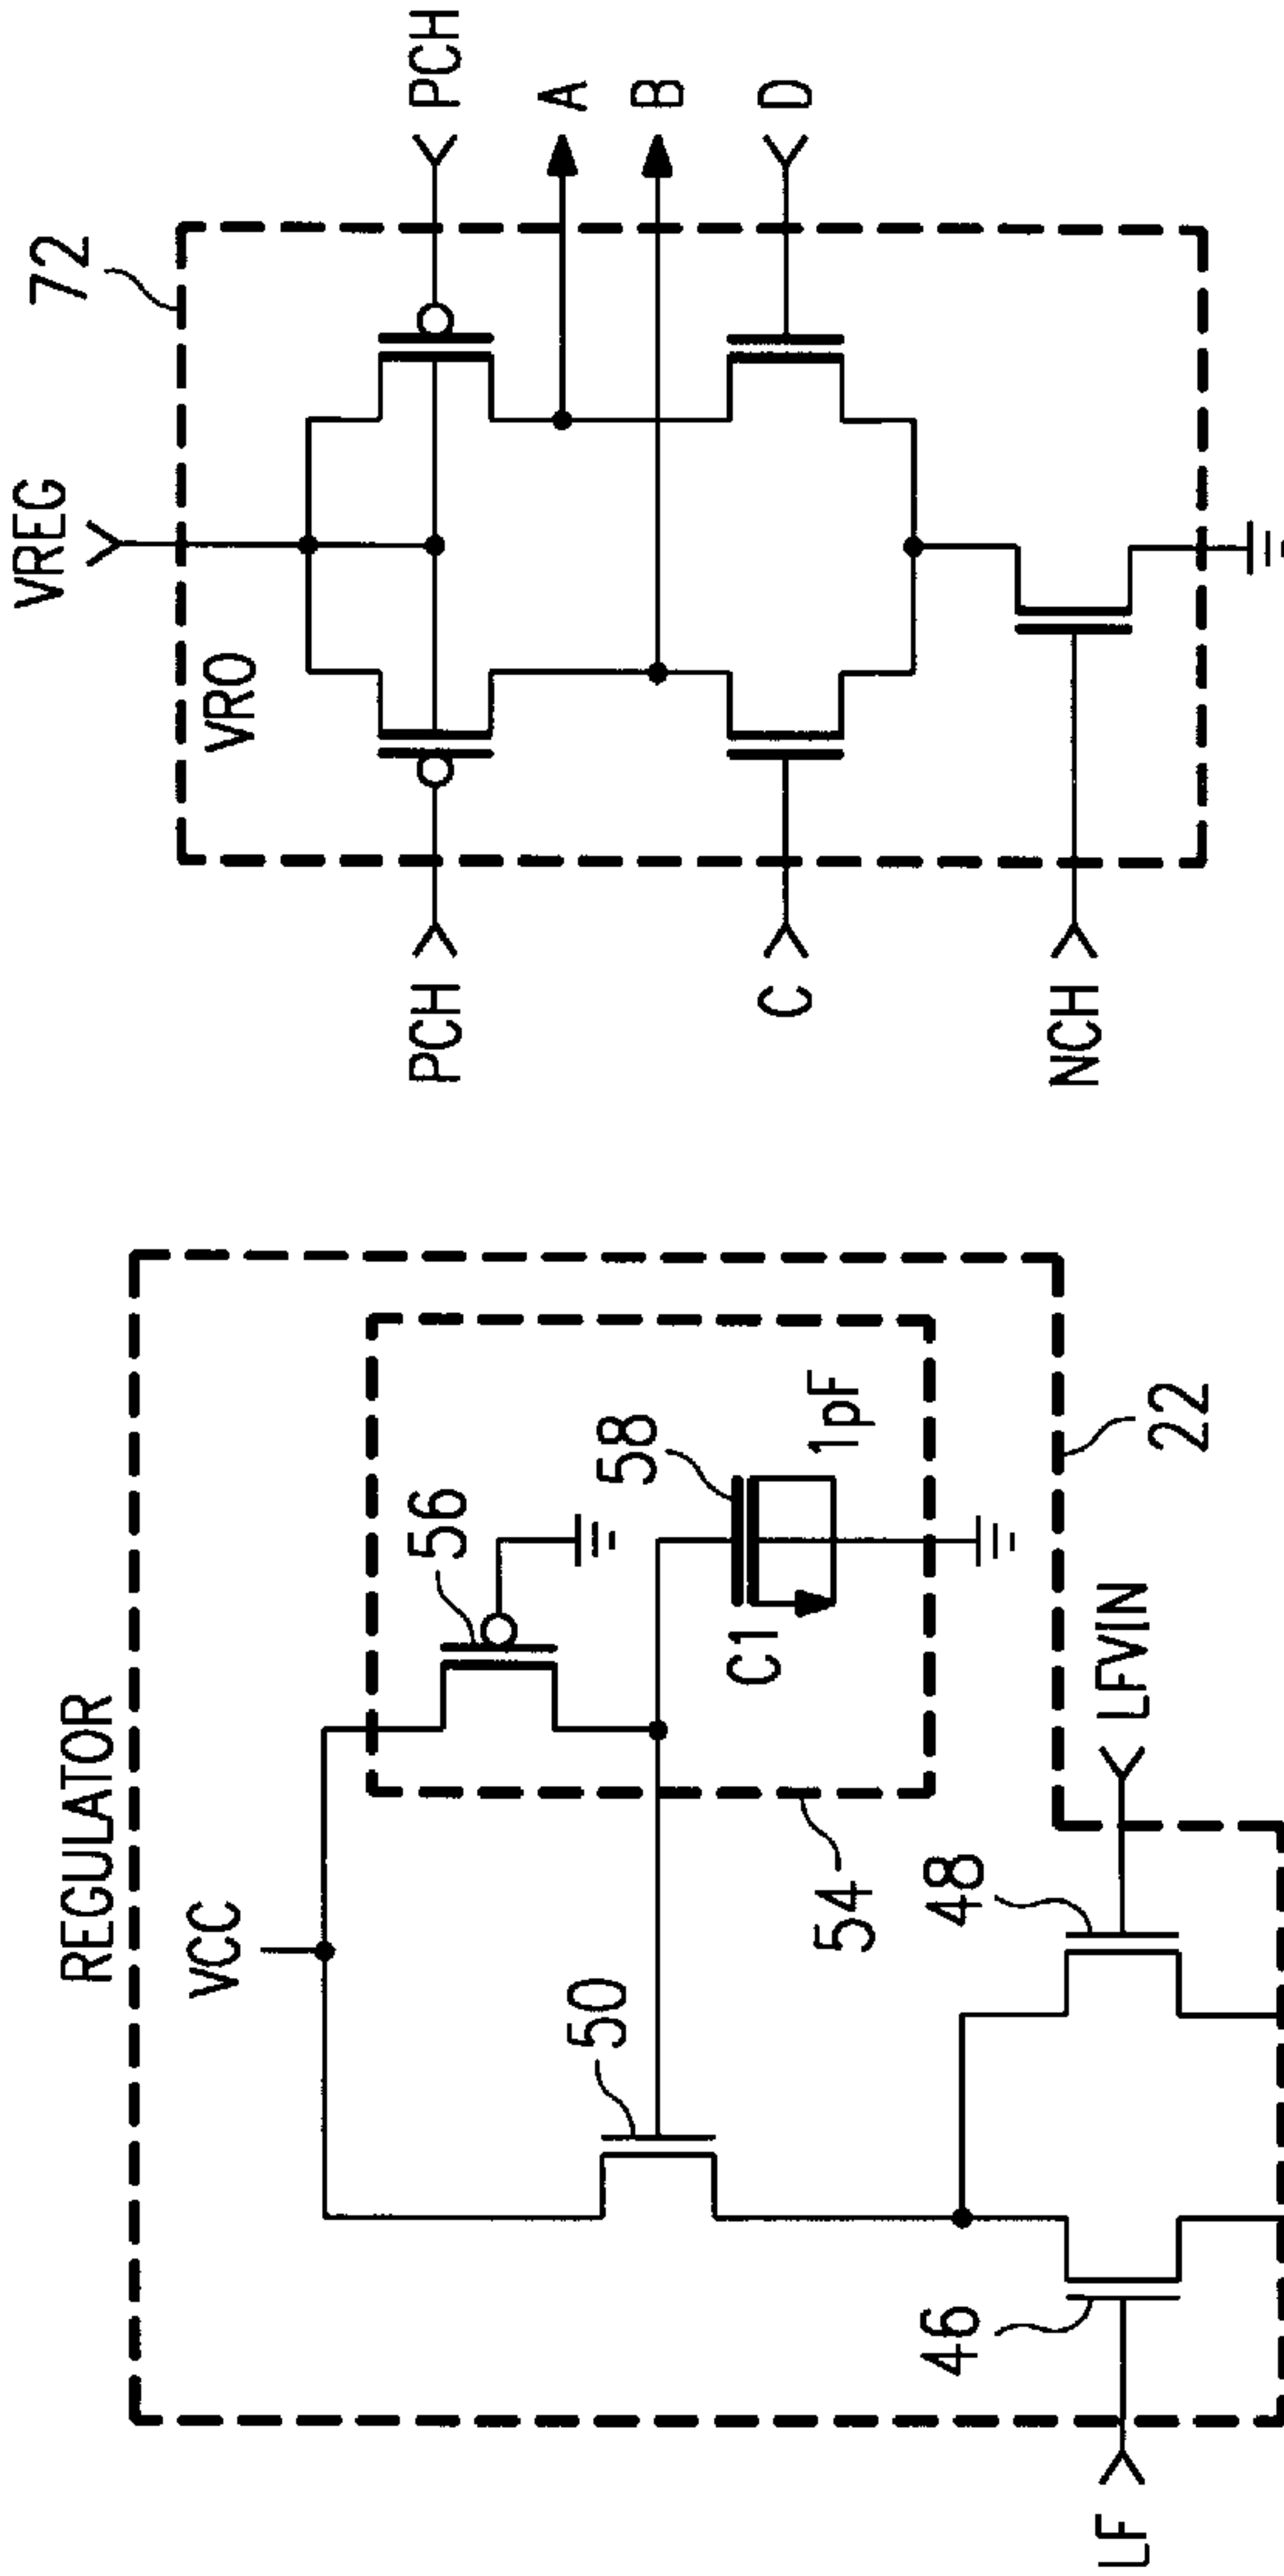 REGULATOR
VCC
50
56
58
C1
1pF
54
46
48
LF
LFVIN
22
VREG
72
VRO
PCH
PCH
A
B
C
D
NCH